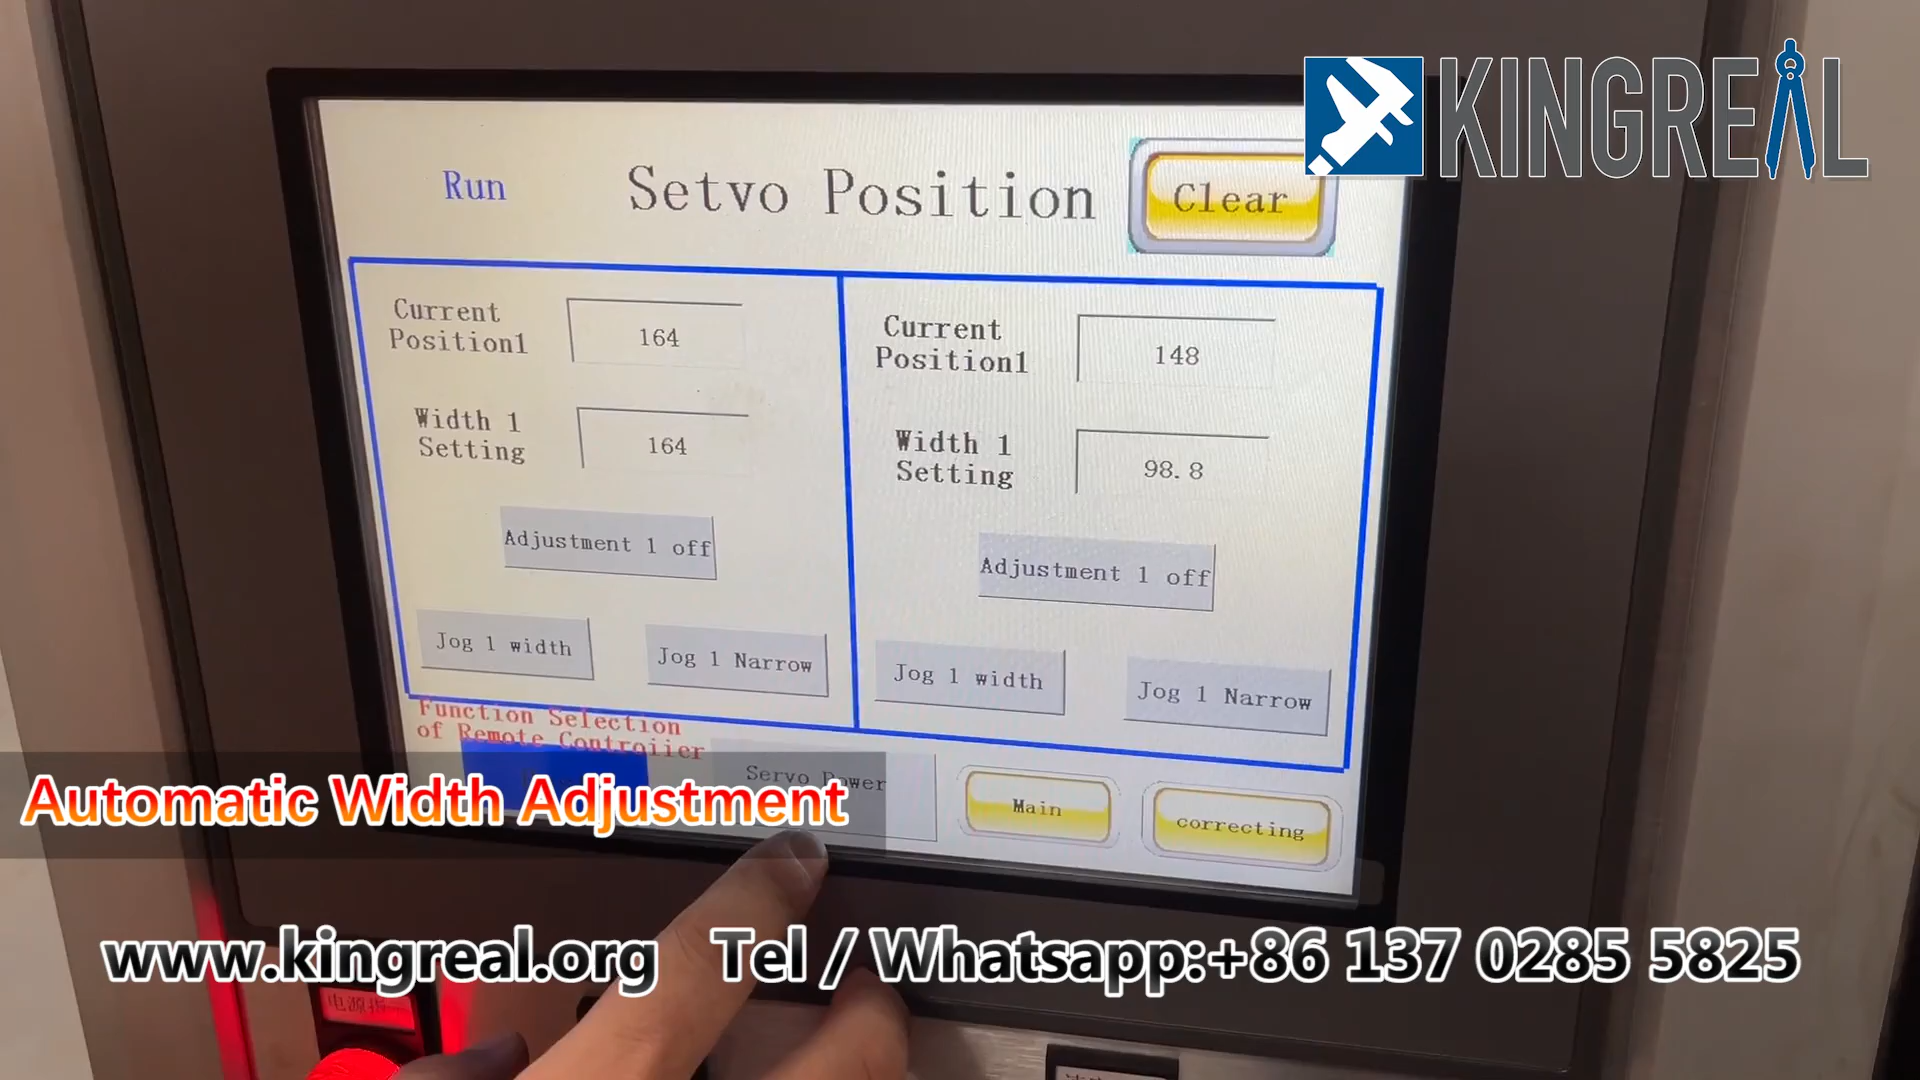 KINGREAL
Run
Setvo Position
Clear
Current
Position1
164
Width 1
Setting
164
Adjustment 1 off
Jog 1 width
Jog 1 Narrow
Current
Position1
148
Width 1
Setting
98.8
Adjustment 1 off
Jog 1 width
Jog 1 Narrow
Function Selection
of Remote Controiier
Servo Power
Main
correcting
Automatic Width Adjustment
www.kingreal.org Tel / Whatsapp:+86 137 0285 5825